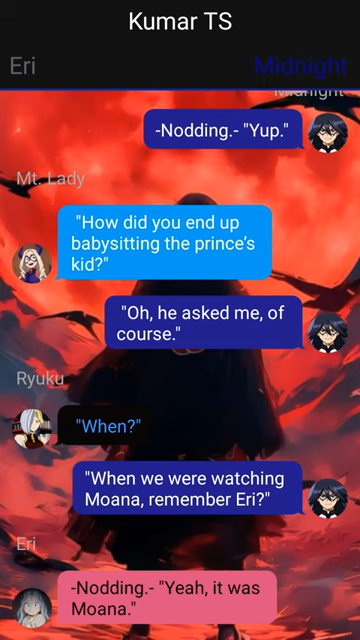 Kumar TS
Eri
Midnight
Midnight
-Nodding.- "Yup."
Mt. Lady
"How did you end up
babysitting the prince's
kid?"
"Oh, he asked me, of
course."
Ryuku
"When?"
"When we were watching
Moana, remember Eri?"
Eri
-Nodding.- "Yeah, it was
Moana."